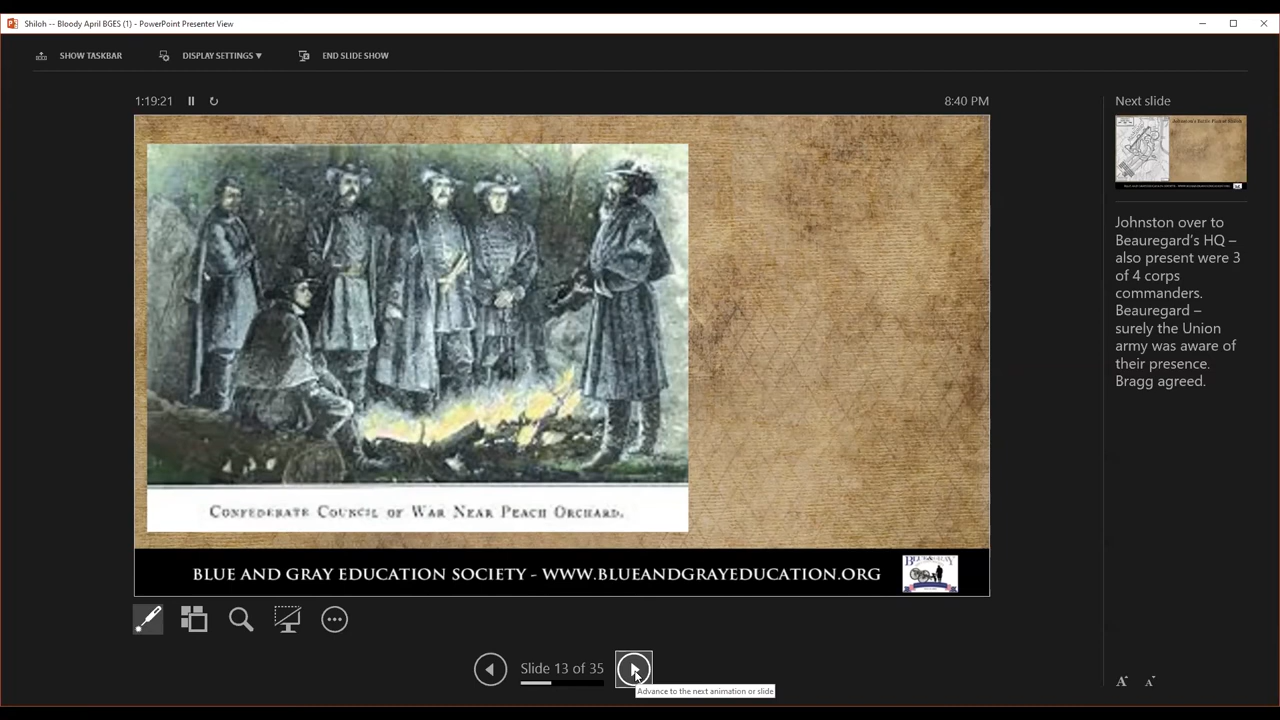 Shiloh -- Bloody April BGES (1) - PowerPoint Presenter View
SHOW TASKBAR
DISPLAY SETTINGS ▼
END SLIDE SHOW
1:19:21
8:40 PM
Next slide
Johnston over to
Beauregard’s HQ –
also present were 3
of 4 corps
commanders.
Beauregard –
surely the Union
army was aware of
their presence.
Bragg agreed.
CONFEDERATE COUNCIL OF WAR NEAR PEACH ORCHARD.
BLUE AND GRAY EDUCATION SOCIETY - WWW.BLUEANDGRAYEDUCATION.ORG
BLUE & GRAY
Slide 13 of 35
Advance to the next animation or slide
A A